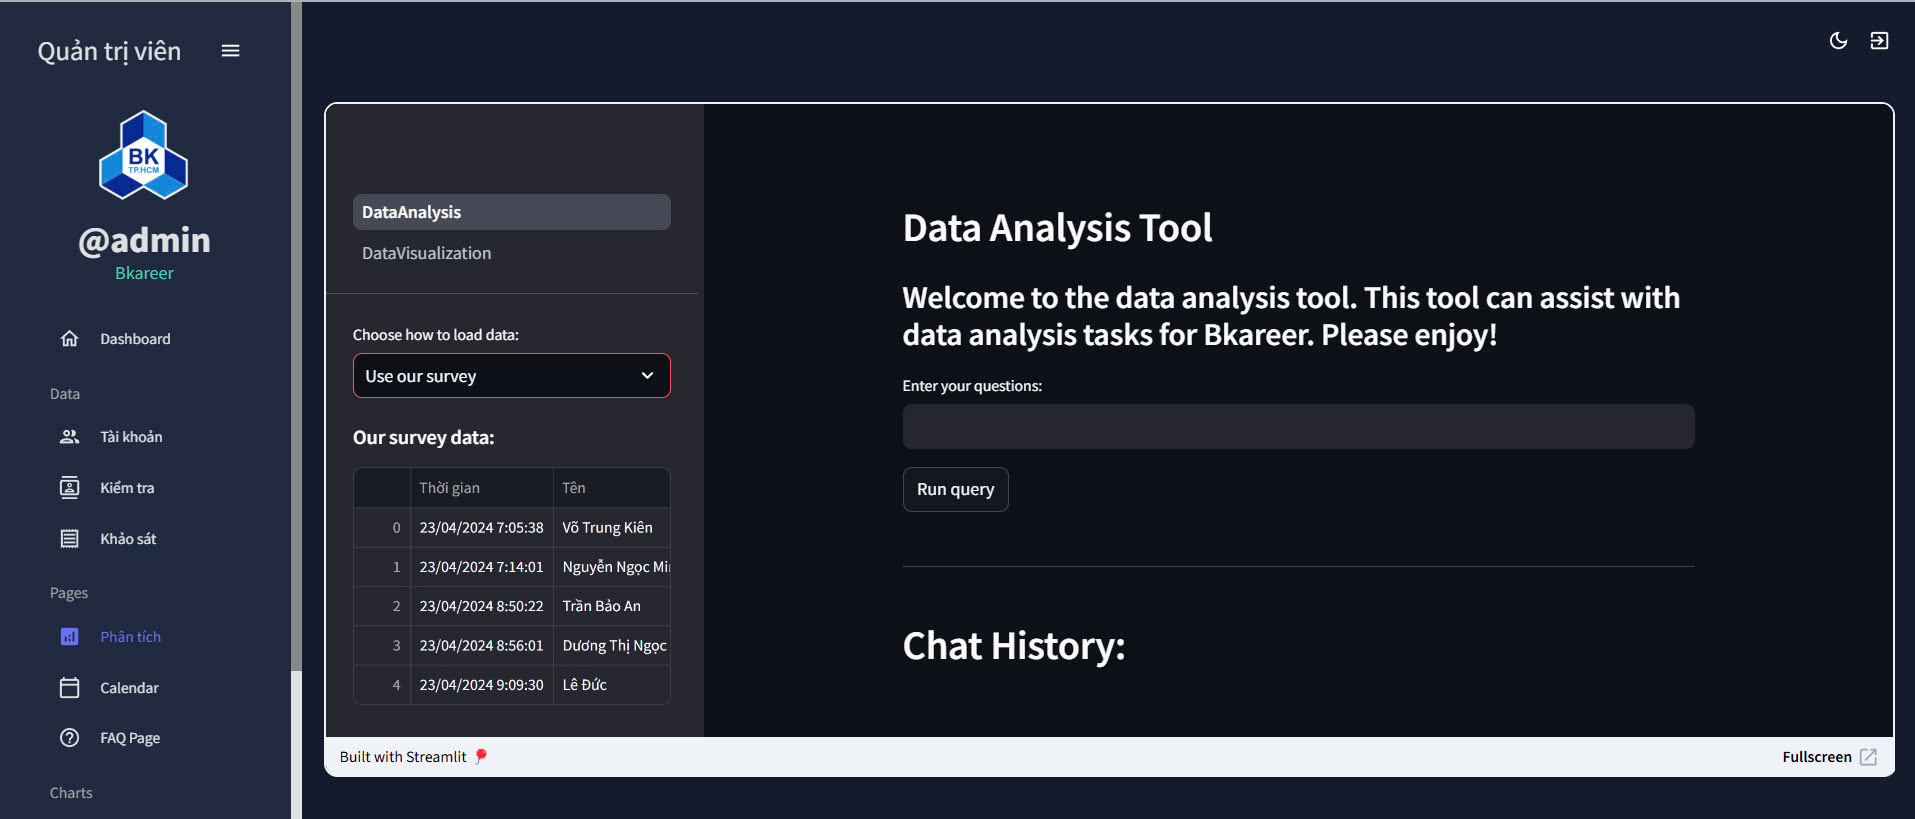 Quản trị viên
BK
TP.HCM
@admin
Bkareer
Dashboard
Data
Tài khoản
Kiểm tra
Khảo sát
Pages
Phân tích
Calendar
FAQ Page
Charts
DataAnalysis
DataVisualization
Choose how to load data:
Use our survey
Our survey data:
Thời gian Tên
0 23/04/2024 7:05:38 Võ Trung Kiên
1 23/04/2024 7:14:01 Nguyễn Ngọc Mi
2 23/04/2024 8:50:22 Trần Bảo An
3 23/04/2024 8:56:01 Dương Thị Ngọc
4 23/04/2024 9:09:30 Lê Đức
Data Analysis Tool
Welcome to the data analysis tool. This tool can assist with
data analysis tasks for Bkareer. Please enjoy!
Enter your questions:
Run query
Chat History:
Built with Streamlit
Fullscreen